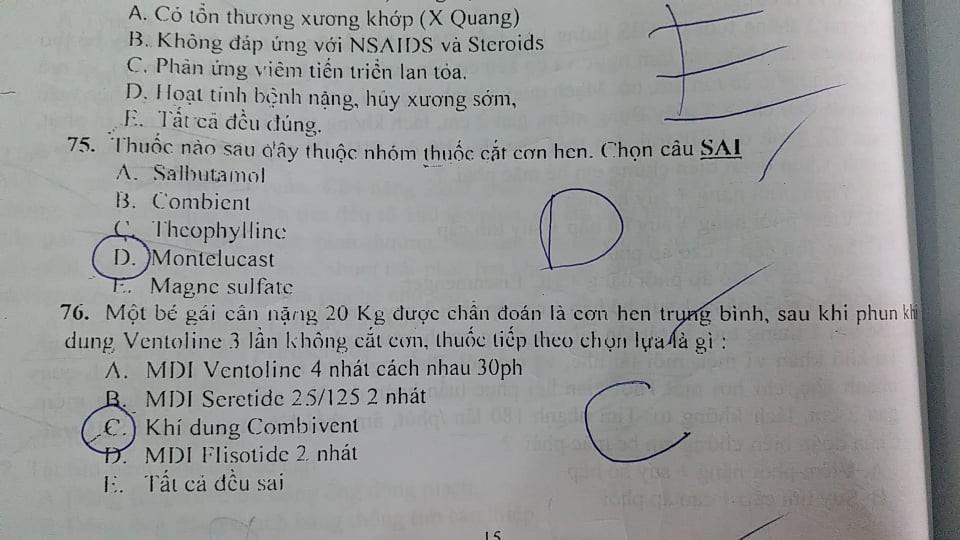 A. Có tổn thương xương khớp (X Quang)
B. Không đáp ứng với NSAIDS và Steroids
C. Phản ứng viêm tiến triển lan tỏa.
D. Hoạt tính bệnh nặng, hủy xương sớm,
E. Tất cả đều đúng.
E
75. Thuốc nào sau đây thuộc nhóm thuốc cắt cơn hen. Chọn câu SAI
A. Salbutamol
B. Combient
C. Theophylline
D. Montelucast
E. Magne sulfate
D
76. Một bé gái cân nặng 20 Kg được chẩn đoán là cơn hen trung bình, sau khi phun khí
dung Ventoline 3 lần không cắt cơn, thuốc tiếp theo chọn lựa là gì :
A. MDI Ventoline 4 nhát cách nhau 30ph
B. MDI Seretide 25/125 2 nhát
C. Khí dung Combivent
D. MDI Flisotide 2 nhát
E. Tất cả đều sai
C
15